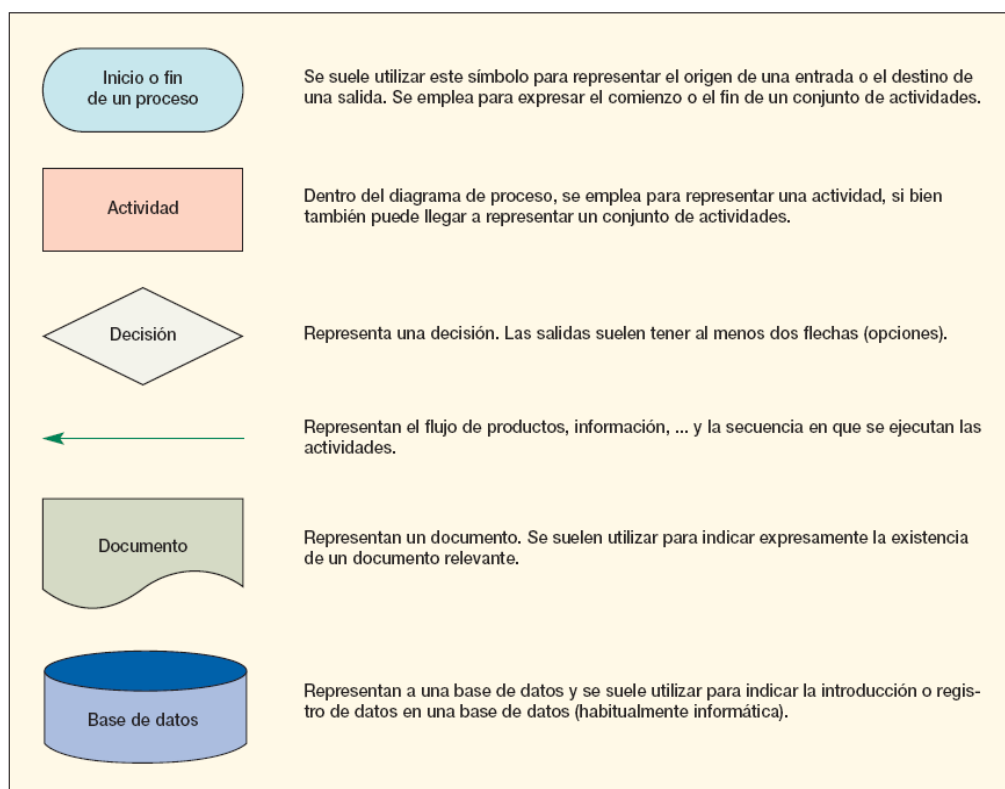 Inicio o fin
de un proceso
Se suele utilizar este símbolo para representar el origen de una entrada o el destino de
una salida. Se emplea para expresar el comienzo o el fin de un conjunto de actividades.
Actividad
Dentro del diagrama de proceso, se emplea para representar una actividad, si bien
también puede llegar a representar un conjunto de actividades.
Decisión
Representa una decisión. Las salidas suelen tener al menos dos flechas (opciones).
Representan el flujo de productos, información, ... y la secuencia en que se ejecutan las
actividades.
Documento
Representan un documento. Se suelen utilizar para indicar expresamente la existencia
de un documento relevante.
Base de datos
Representan a una base de datos y se suele utilizar para indicar la introducción o regis-
tro de datos en una base de datos (habitualmente informática).